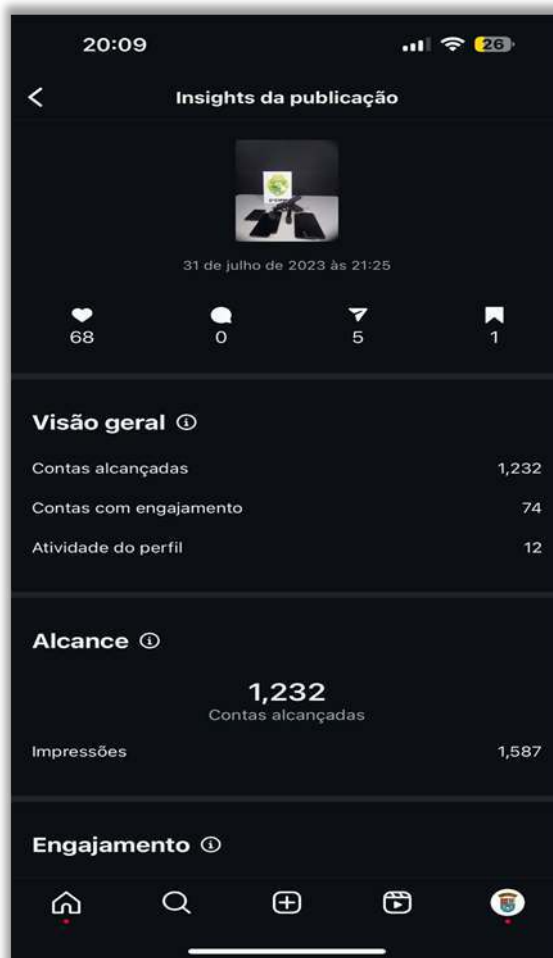 20:09
26
Insights da publicação
31 de julho de 2023 às 21:25
68 0 5 1
Visão geral
Contas alcançadas 1,232
Contas com engajamento 74
Atividade do perfil 12
Alcance
1,232
Contas alcançadas
Impressões 1,587
Engajamento